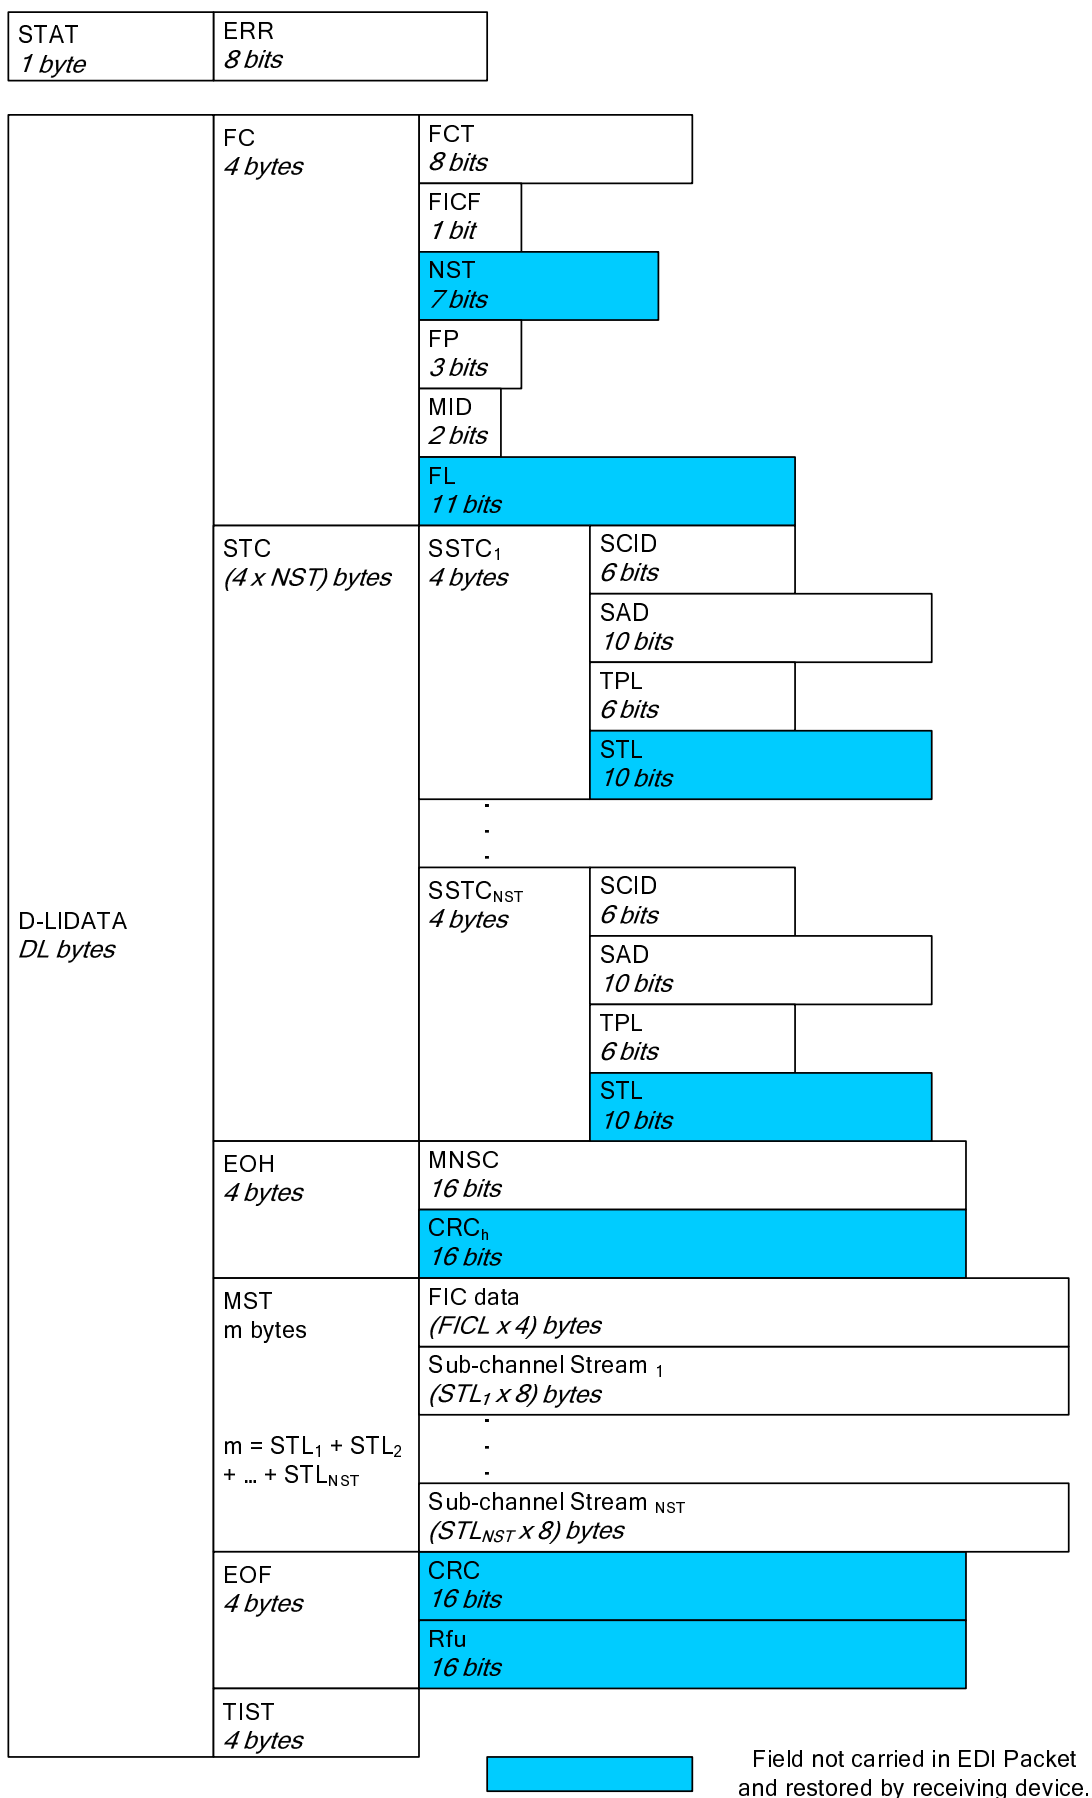 STAT
1 byte
ERR
8 bits
D-LIDATA
DL bytes
FC
4 bytes
FCT
8 bits
FICF
1 bit
NST
7 bits
FP
3 bits
MID
2 bits
FL
11 bits
STC
(4 x NST) bytes
SSTC1
4 bytes
SCID
6 bits
SAD
10 bits
TPL
6 bits
STL
10 bits
SSTCNST
4 bytes
SCID
6 bits
SAD
10 bits
TPL
6 bits
STL
10 bits
EOH
4 bytes
MNSC
16 bits
CRCh
16 bits
MST
m bytes
m = STL1 + STL2
+ ... + STLNST
FIC data
(FICL x 4) bytes
Sub-channel Stream 1
(STL1 x 8) bytes
Sub-channel Stream NST
(STLNST x 8) bytes
EOF
4 bytes
CRC
16 bits
Rfu
16 bits
TIST
4 bytes
Field not carried in EDI Packet
and restored by receiving device.